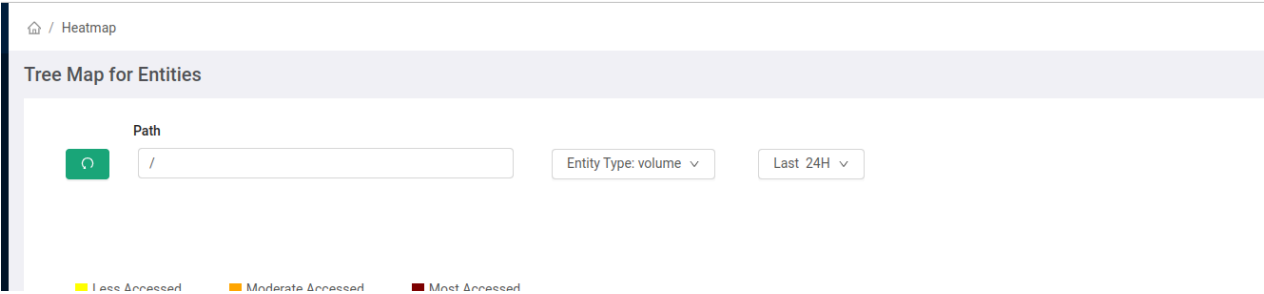 / Heatmap
Tree Map for Entities
Path
/
Entity Type: volume
Last 24H
Less Accessed
Moderate Accessed
Most Accessed